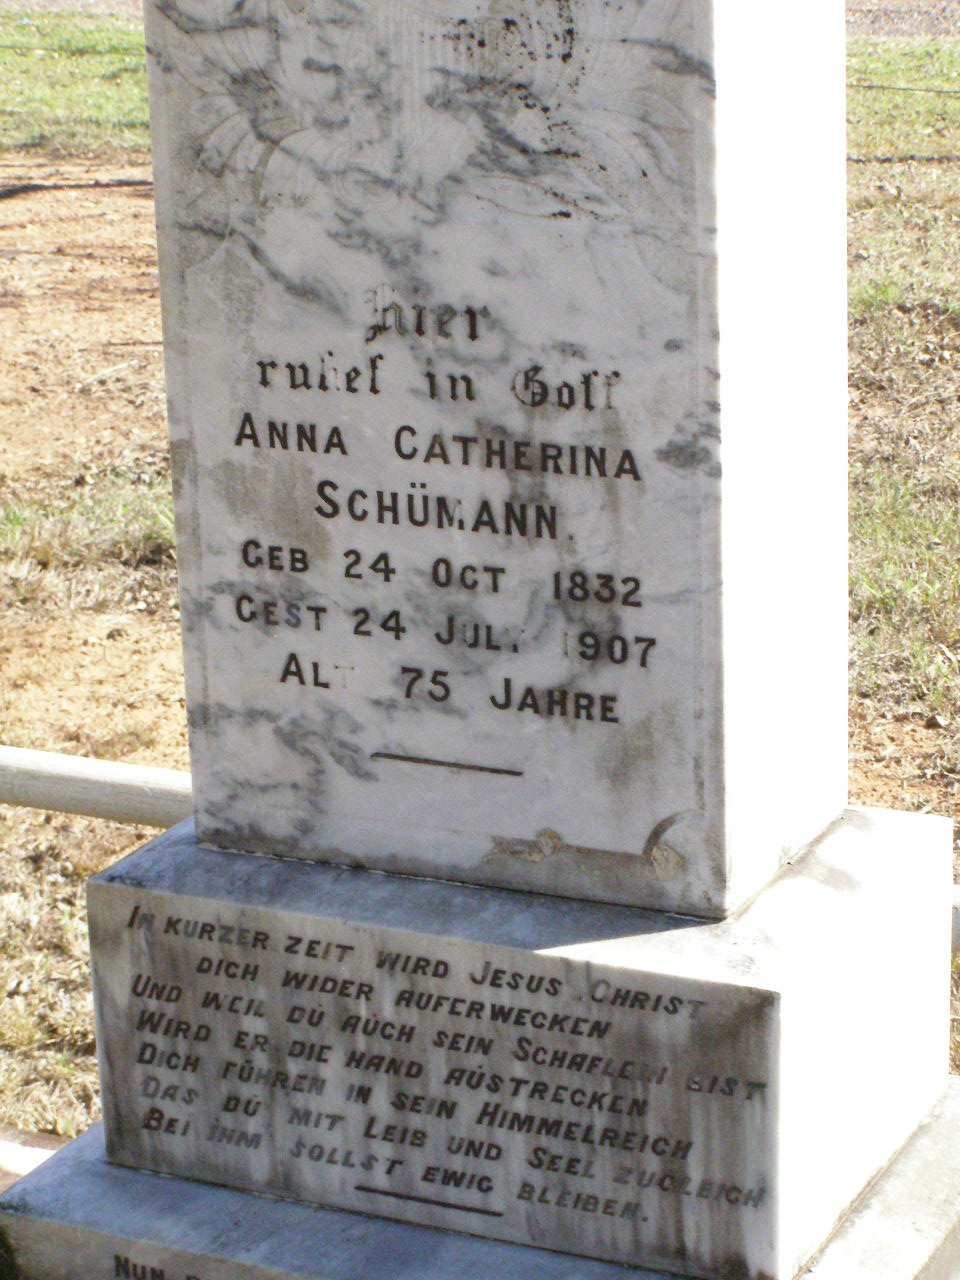 Hier
ruhet in Gott
ANNA CATHERINA
SCHÜMANN.
GEB 24 OCT 1832
GEST 24 JUL. 1907
ALT 75 JAHRE
IN KURZER ZEIT WIRD JESUS CHRIST
DICH WIDER AUFERWECKEN
UND WEIL DU AUCH SEIN SCHAFLEIN BIST
WIRD ER DIE HAND AUSTRECKEN
DICH FÜHREN IN SEIN HIMMELREICH
DAS DU MIT LEIB UND SEEL ZUGLEICH
BEI IHM SOLLST EWIG BLEIBEN.
NUN